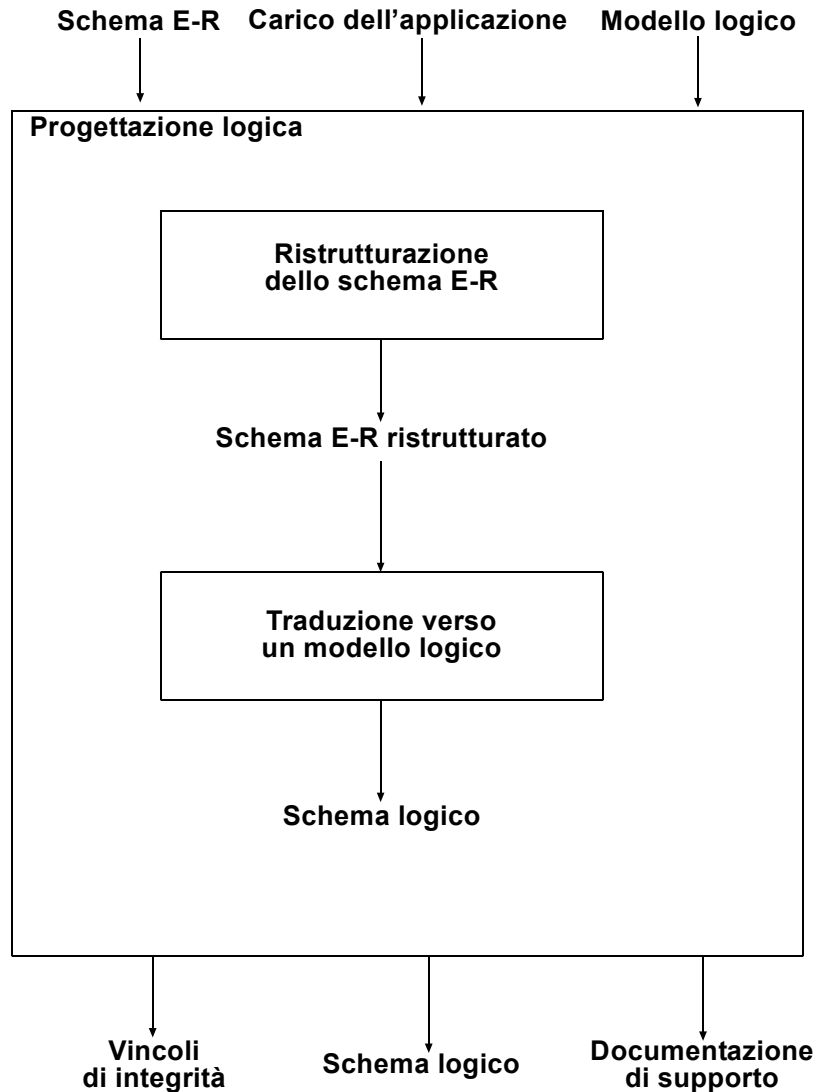 Schema E-R
Carico dell’applicazione
Modello logico
Progettazione logica
Ristrutturazione
dello schema E-R
Schema E-R ristrutturato
Traduzione verso
un modello logico
Schema logico
Vincoli
di integrità
Schema logico
Documentazione
di supporto